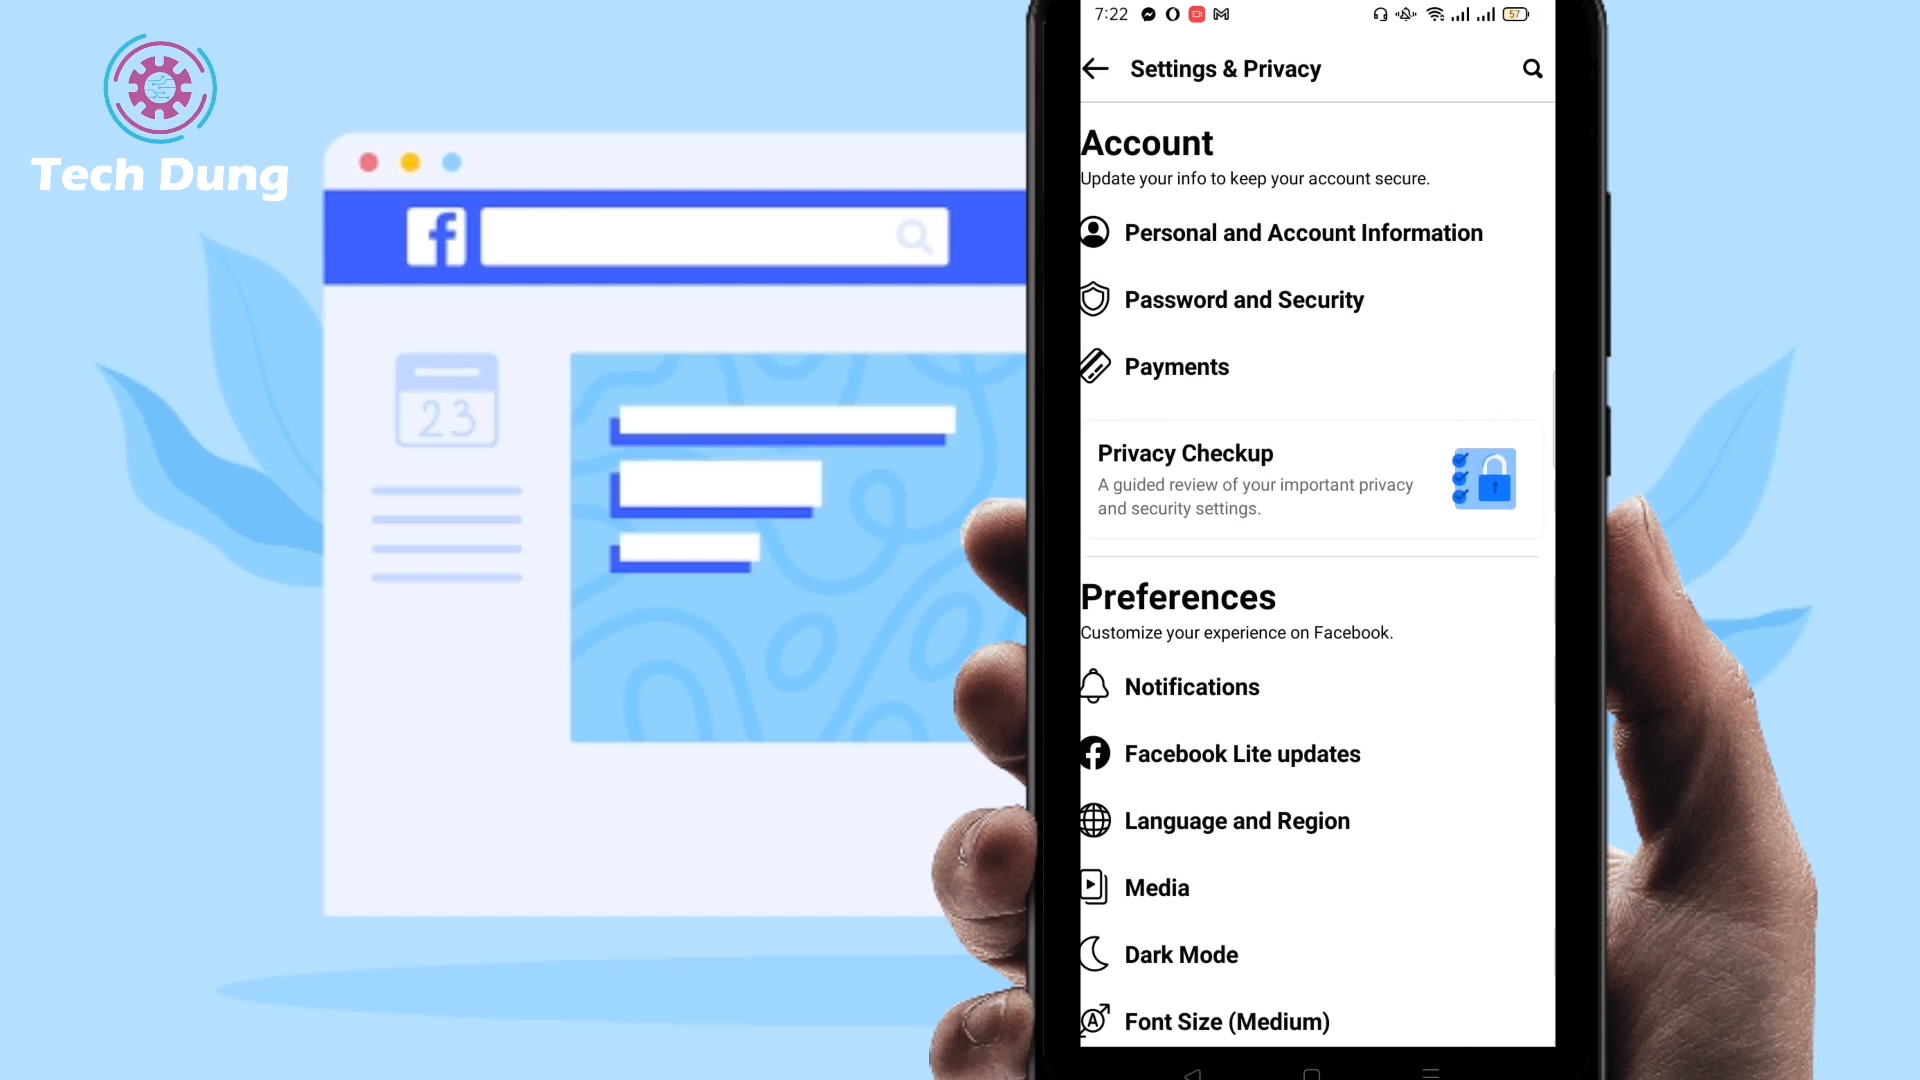 Tech Dung
23
7:22
57
Settings & Privacy
Account
Update your info to keep your account secure.
Personal and Account Information
Password and Security
Payments
Privacy Checkup
A guided review of your important privacy
and security settings.
Preferences
Customize your experience on Facebook.
Notifications
Facebook Lite updates
Language and Region
Media
Dark Mode
Font Size (Medium)